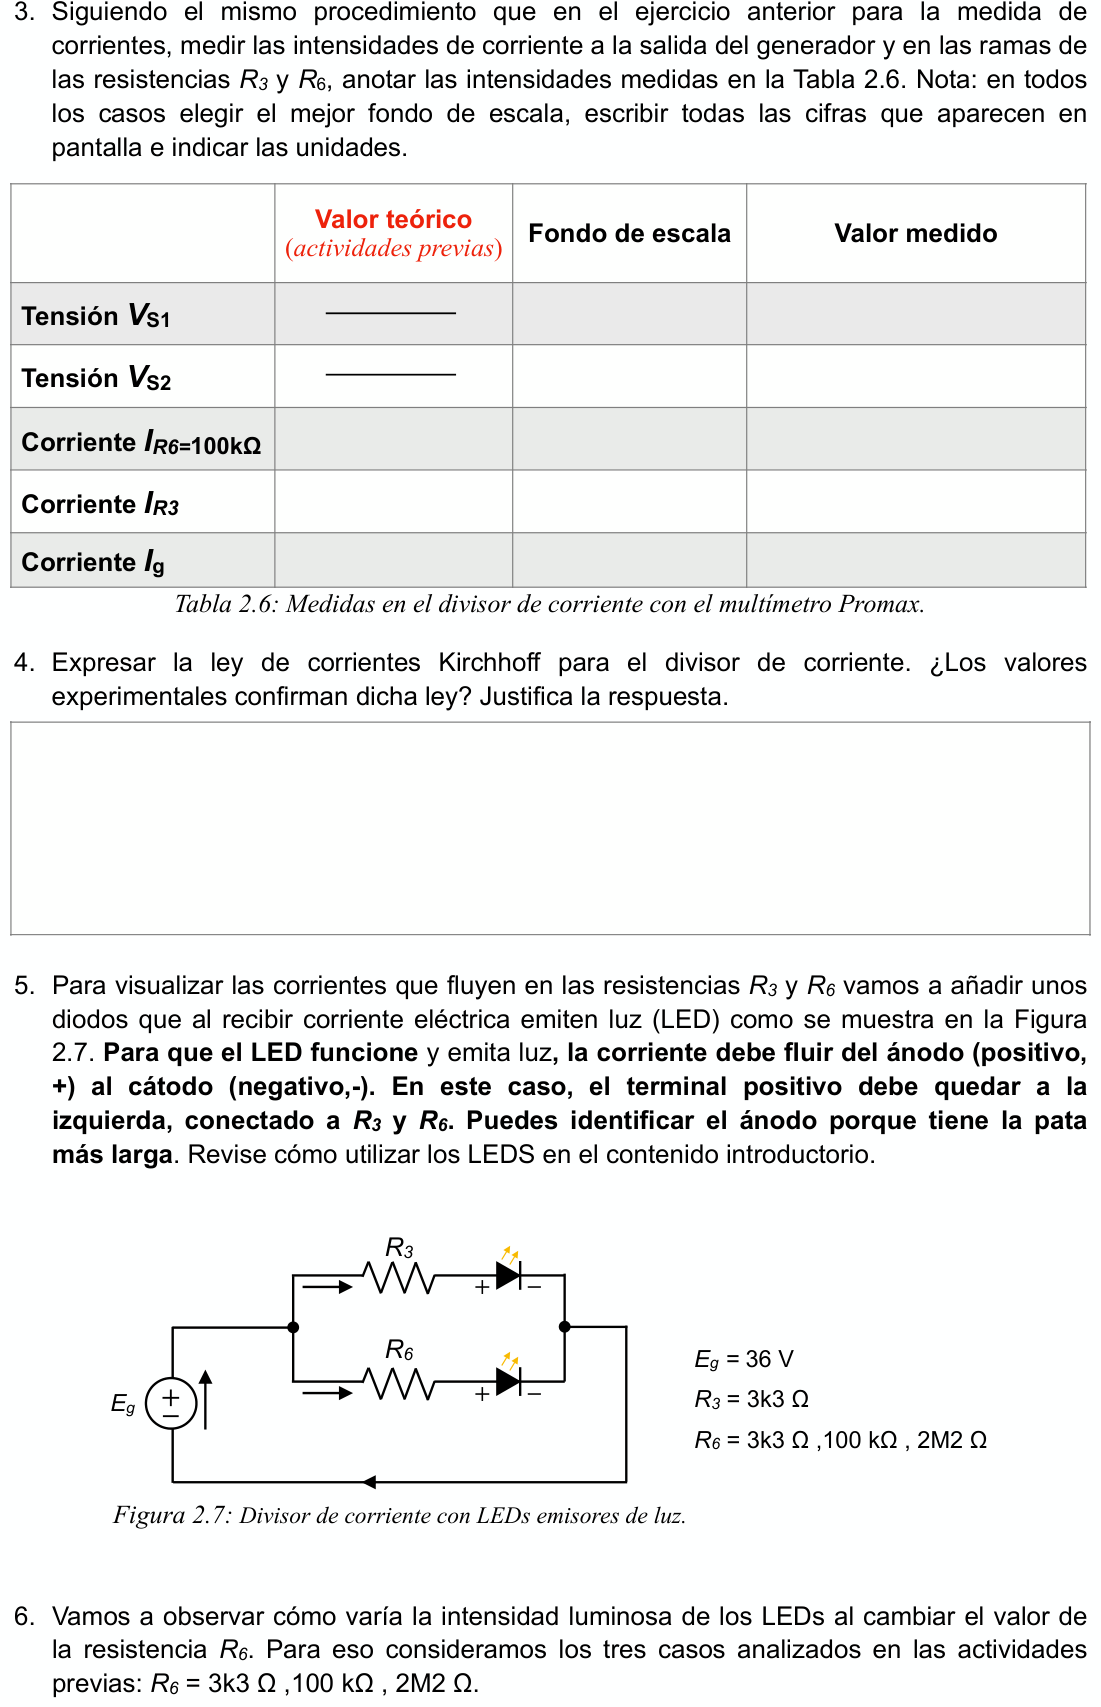 3. Siguiendo el mismo procedimiento que en el ejercicio anterior para la medida de
corrientes, medir las intensidades de corriente a la salida del generador y en las ramas de
las resistencias R3 y R6, anotar las intensidades medidas en la Tabla 2.6. Nota: en todos
los casos elegir el mejor fondo de escala, escribir todas las cifras que aparecen en
pantalla e indicar las unidades.
Valor teórico
(actividades previas)
Fondo de escala
Valor medido
Tensión VS1
Tensión VS2
Corriente IR6=100kΩ
Corriente IR3
Corriente Ig
Tabla 2.6: Medidas en el divisor de corriente con el multímetro Promax.
4. Expresar la ley de corrientes Kirchhoff para el divisor de corriente. ¿Los valores
experimentales confirman dicha ley? Justifica la respuesta.
5. Para visualizar las corrientes que fluyen en las resistencias R3 y R6 vamos a añadir unos
diodos que al recibir corriente eléctrica emiten luz (LED) como se muestra en la Figura
2.7. Para que el LED funcione y emita luz, la corriente debe fluir del ánodo (positivo,
+) al cátodo (negativo,-). En este caso, el terminal positivo debe quedar a la
izquierda, conectado a R3 y R6. Puedes identificar el ánodo porque tiene la pata
más larga. Revise cómo utilizar los LEDS en el contenido introductorio.
R3
+ −
R6
+ −
Eg
+
−
Eg = 36 V
R3 = 3k3 Ω
R6 = 3k3 Ω ,100 kΩ , 2M2 Ω
Figura 2.7: Divisor de corriente con LEDs emisores de luz.
6. Vamos a observar cómo varía la intensidad luminosa de los LEDs al cambiar el valor de
la resistencia R6. Para eso consideramos los tres casos analizados en las actividades
previas: R6 = 3k3 Ω ,100 kΩ , 2M2 Ω.